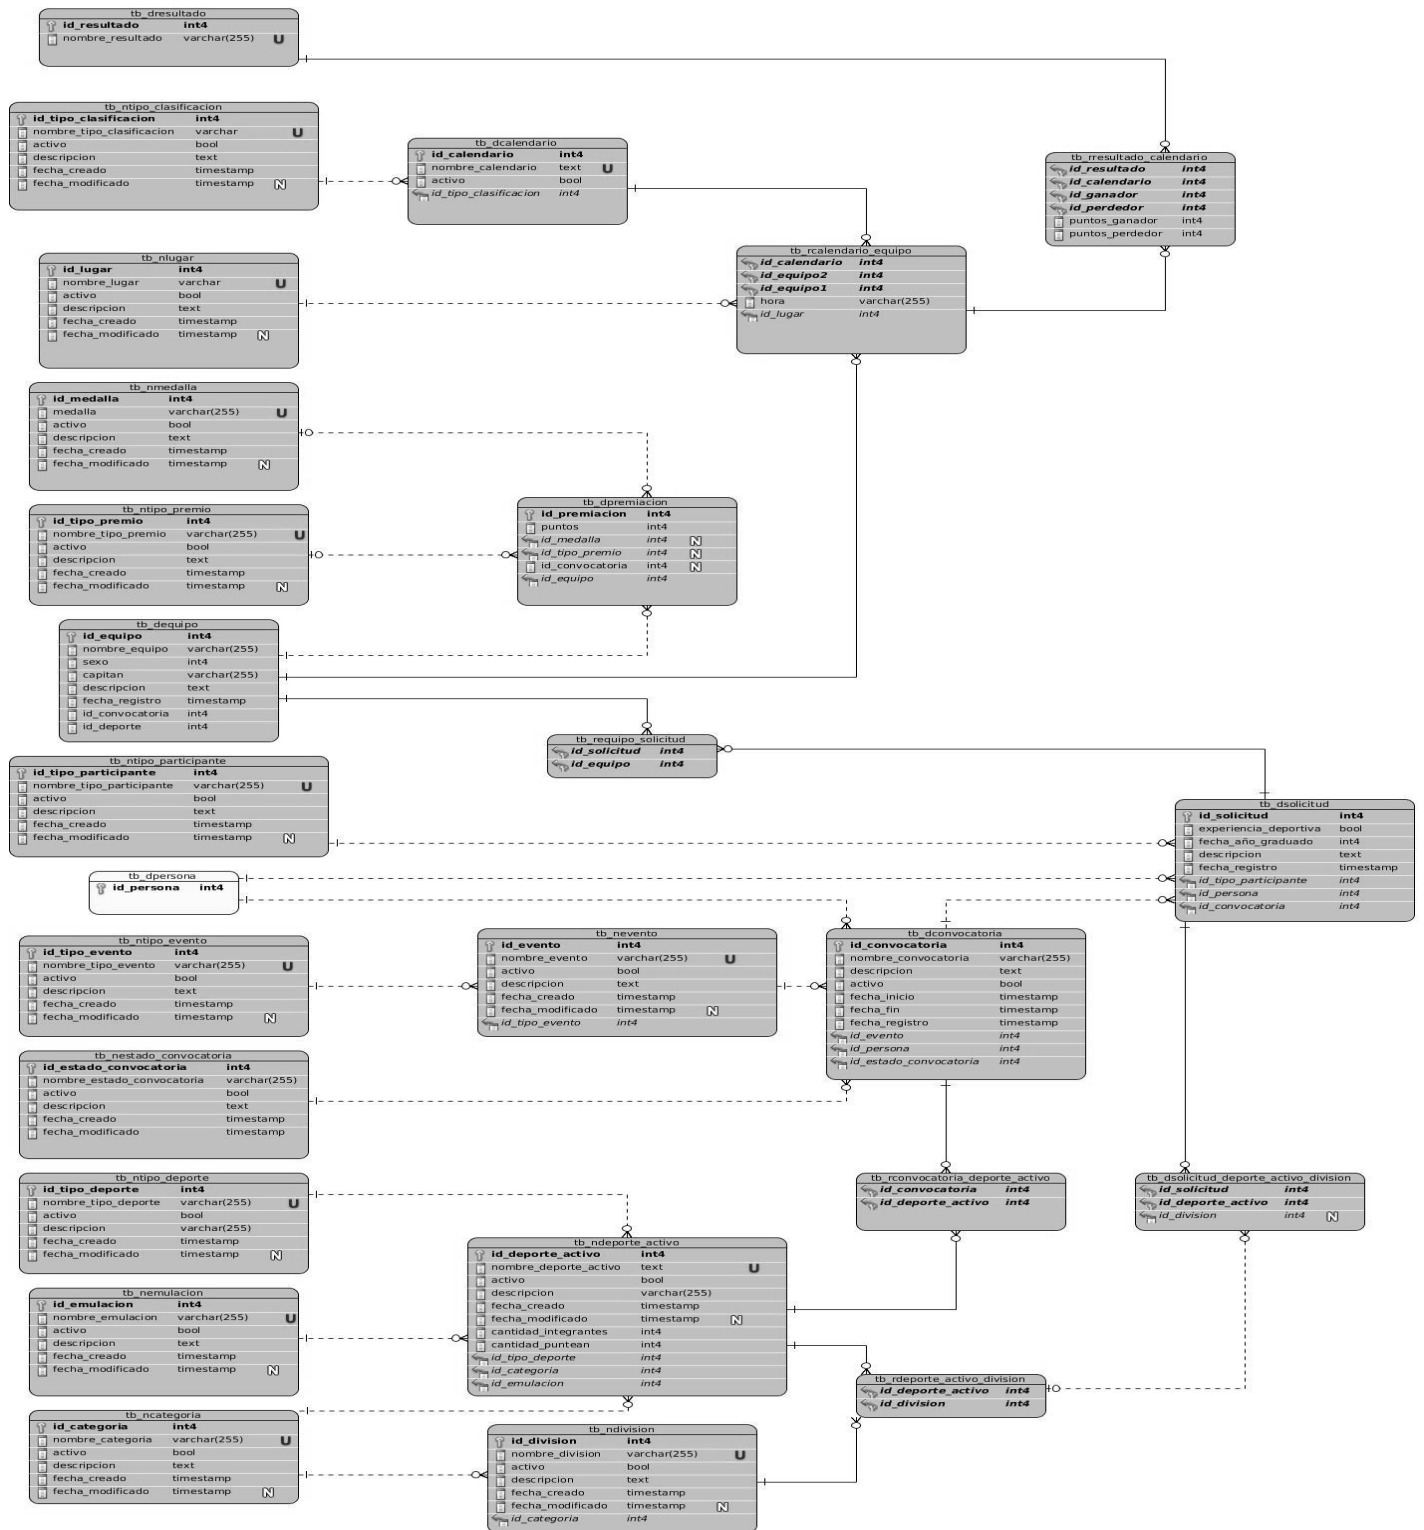 tb_dresultado
id_resultado int4
nombre_resultado varchar(255) U
tb_ntipo_clasificacion
id_tipo_clasificacion int4
nombre_tipo_clasificacion varchar U
activo bool
descripcion text
fecha_creado timestamp
fecha_modificado timestamp N
tb_dcalendario
id_calendario int4
nombre_calendario text U
activo bool
id_tipo_clasificacion int4
tb_rresultado_calendario
id_resultado int4
id_calendario int4
id_ganador int4
id_perdedor int4
puntos_ganador int4
puntos_perdedor int4
tb_nlugar
id_lugar int4
nombre_lugar varchar U
activo bool
descripcion text
fecha_creado timestamp
fecha_modificado timestamp N
tb_rcalendario_equipo
id_calendario int4
id_equipo2 int4
id_equipo1 int4
hora varchar(255)
id_lugar int4
tb_nmedalla
id_medalla int4
medalla varchar(255) U
activo bool
descripcion text
fecha_creado timestamp
fecha_modificado timestamp N
tb_ntipo_premio
id_tipo_premio int4
nombre_tipo_premio varchar(255) U
activo bool
descripcion text
fecha_creado timestamp
fecha_modificado timestamp N
tb_dpremiacion
id_premiacion int4
puntos int4
id_medalla int4 N
id_tipo_premio int4 N
id_convocatoria int4 N
id_equipo int4
tb_dequipo
id_equipo int4
nombre_equipo varchar(255)
sexo int4
capitan varchar(255)
descripcion text
fecha_registro timestamp
id_convocatoria int4
id_deporte int4
tb_requipo_solicitud
id_solicitud int4
id_equipo int4
tb_ntipo_participante
id_tipo_participante int4
nombre_tipo_participante varchar(255) U
activo bool
descripcion text
fecha_creado timestamp
fecha_modificado timestamp N
tb_dsolicitud
id_solicitud int4
experiencia_deportiva bool
fecha_año_graduado int4
descripcion text
fecha_registro timestamp
id_tipo_participante int4
id_persona int4
id_convocatoria int4
tb_dpersona
id_persona int4
tb_ntipo_evento
id_tipo_evento int4
nombre_tipo_evento varchar(255) U
activo bool
descripcion text
fecha_creado timestamp
fecha_modificado timestamp N
tb_nevento
id_evento int4
nombre_evento varchar(255) U
activo bool
descripcion text
fecha_creado timestamp
fecha_modificado timestamp N
id_tipo_evento int4
tb_dconvocatoria
id_convocatoria int4
nombre_convocatoria varchar(255)
descripcion text
activo bool
fecha_inicio timestamp
fecha_fin timestamp
fecha_registro timestamp
id_evento int4
id_persona int4
id_estado_convocatoria int4
tb_nestado_convocatoria
id_estado_convocatoria int4
nombre_estado_convocatoria varchar(255)
activo bool
descripcion text
fecha_creado timestamp
fecha_modificado timestamp
tb_ntipo_deporte
id_tipo_deporte int4
nombre_tipo_deporte varchar(255) U
activo bool
descripcion varchar(255)
fecha_creado timestamp
fecha_modificado timestamp N
tb_rconvocatoria_deporte_activo
id_convocatoria int4
id_deporte_activo int4
tb_dsolicitud_deporte_activo_division
id_solicitud int4
id_deporte_activo int4
id_division int4 N
tb_ndeporte_activo
id_deporte_activo int4
nombre_deporte_activo text U
activo bool
descripcion varchar(255)
fecha_creado timestamp
fecha_modificado timestamp N
cantidad_integrantes int4
cantidad_puntean int4
id_tipo_deporte int4
id_categoria int4
id_emulacion int4
tb_nemulacion
id_emulacion int4
nombre_emulacion varchar(255) U
activo bool
descripcion text
fecha_creado timestamp
fecha_modificado timestamp N
tb_rdeporte_activo_division
id_deporte_activo int4
id_division int4
tb_ncategoria
id_categoria int4
nombre_categoria varchar(255) U
activo bool
descripcion text
fecha_creado timestamp
fecha_modificado timestamp N
tb_ndivision
id_division int4
nombre_division varchar(255) U
activo bool
descripcion text
fecha_creado timestamp
fecha_modificado timestamp N
id_categoria int4